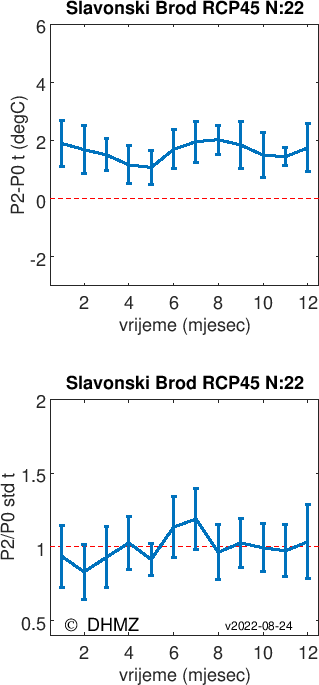 Slavonski Brod RCP45 N:22
6
4
2
0
-2
P2-P0 t (degC)
2 4 6 8 10 12
vrijeme (mjesec)
Slavonski Brod RCP45 N:22
2
1.5
1
0.5
P2/P0 std t
© DHMZ v2022-08-24
2 4 6 8 10 12
vrijeme (mjesec)